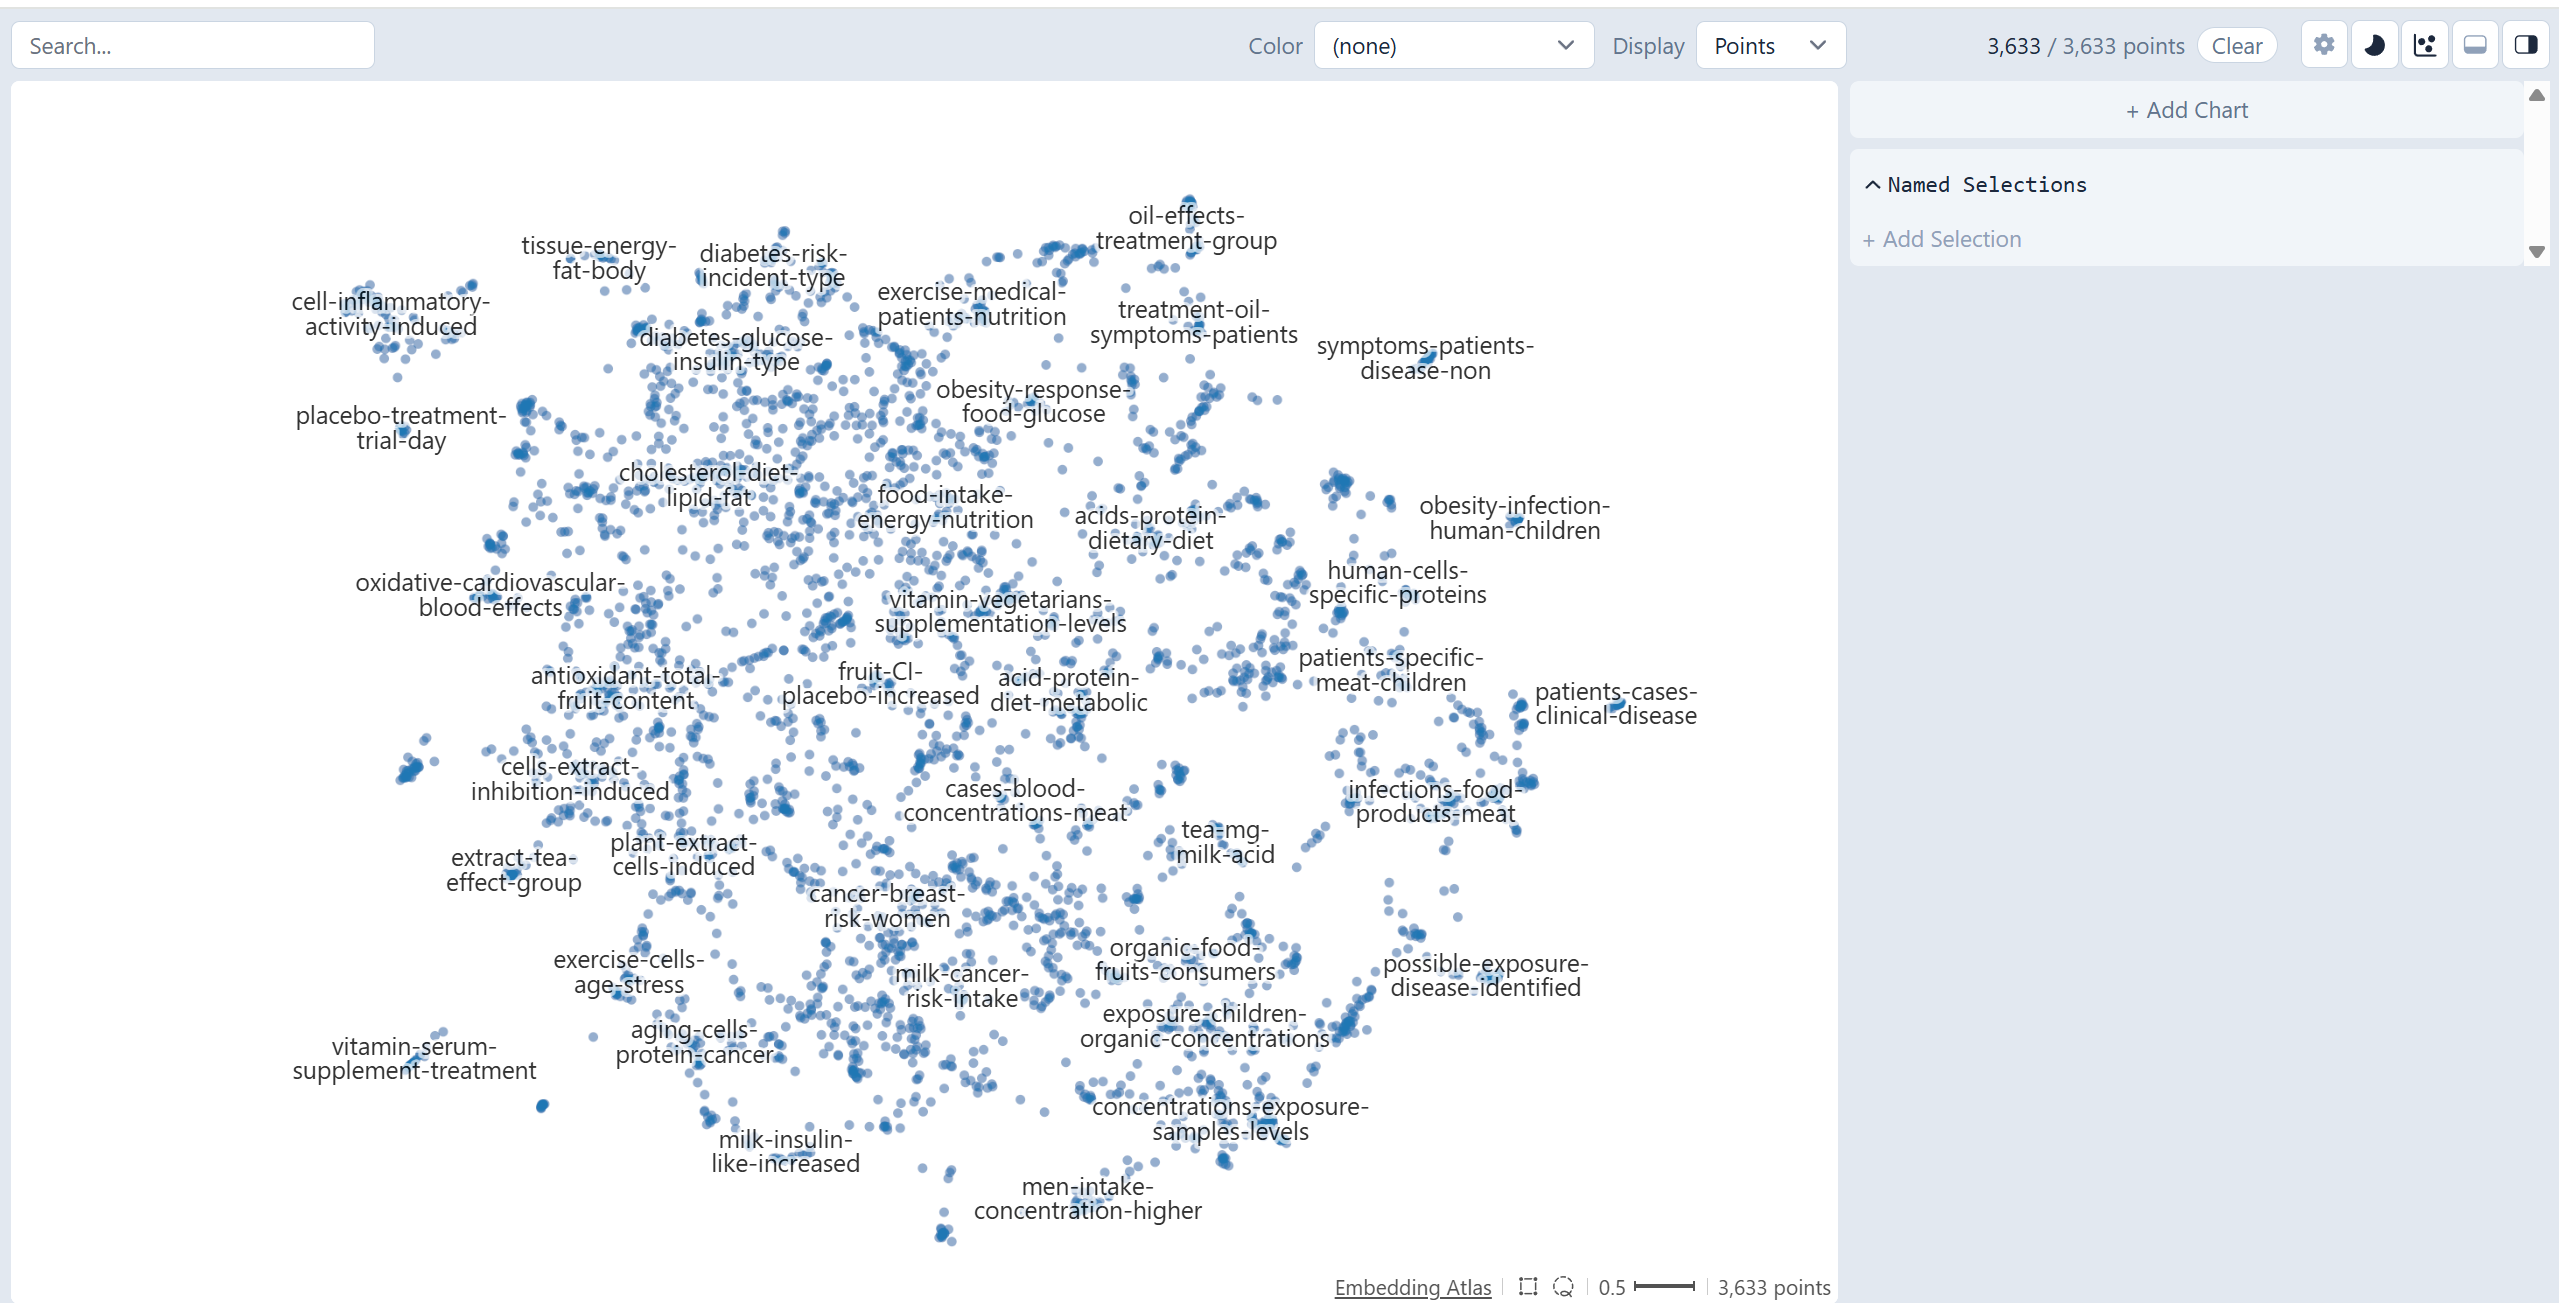 Search...
Color
(none)
Display
Points
3,633 / 3,633 points
Clear
+ Add Chart
Named Selections
+ Add Selection
oil-effects-
treatment-group
tissue-energy-
fat-body
diabetes-risk-
incident-type
cell-inflammatory-
activity-induced
exercise-medical-
patients-nutrition
treatment-oil-
symptoms-patients
diabetes-glucose-
insulin-type
symptoms-patients-
disease-non
obesity-response-
food-glucose
placebo-treatment-
trial-day
cholesterol-diet-
lipid-fat
food-intake-
energy-nutrition
acids-protein-
dietary-diet
obesity-infection-
human-children
oxidative-cardiovascular-
blood-effects
human-cells-
specific-proteins
vitamin-vegetarians-
supplementation-levels
antioxidant-total-
fruit-content
fruit-CI-
placebo-increased
acid-protein-
diet-metabolic
patients-specific-
meat-children
patients-cases-
clinical-disease
cells-extract-
inhibition-induced
cases-blood-
concentrations-meat
infections-food-
products-meat
tea-mg-
milk-acid
extract-tea-
effect-group
plant-extract-
cells-induced
cancer-breast-
risk-women
exercise-cells-
age-stress
milk-cancer-
risk-intake
organic-food-
fruits-consumers
possible-exposure-
disease-identified
exposure-children-
organic-concentrations
vitamin-serum-
supplement-treatment
aging-cells-
protein-cancer
concentrations-exposure-
samples-levels
milk-insulin-
like-increased
men-intake-
concentration-higher
Embedding Atlas
0.5
3,633 points